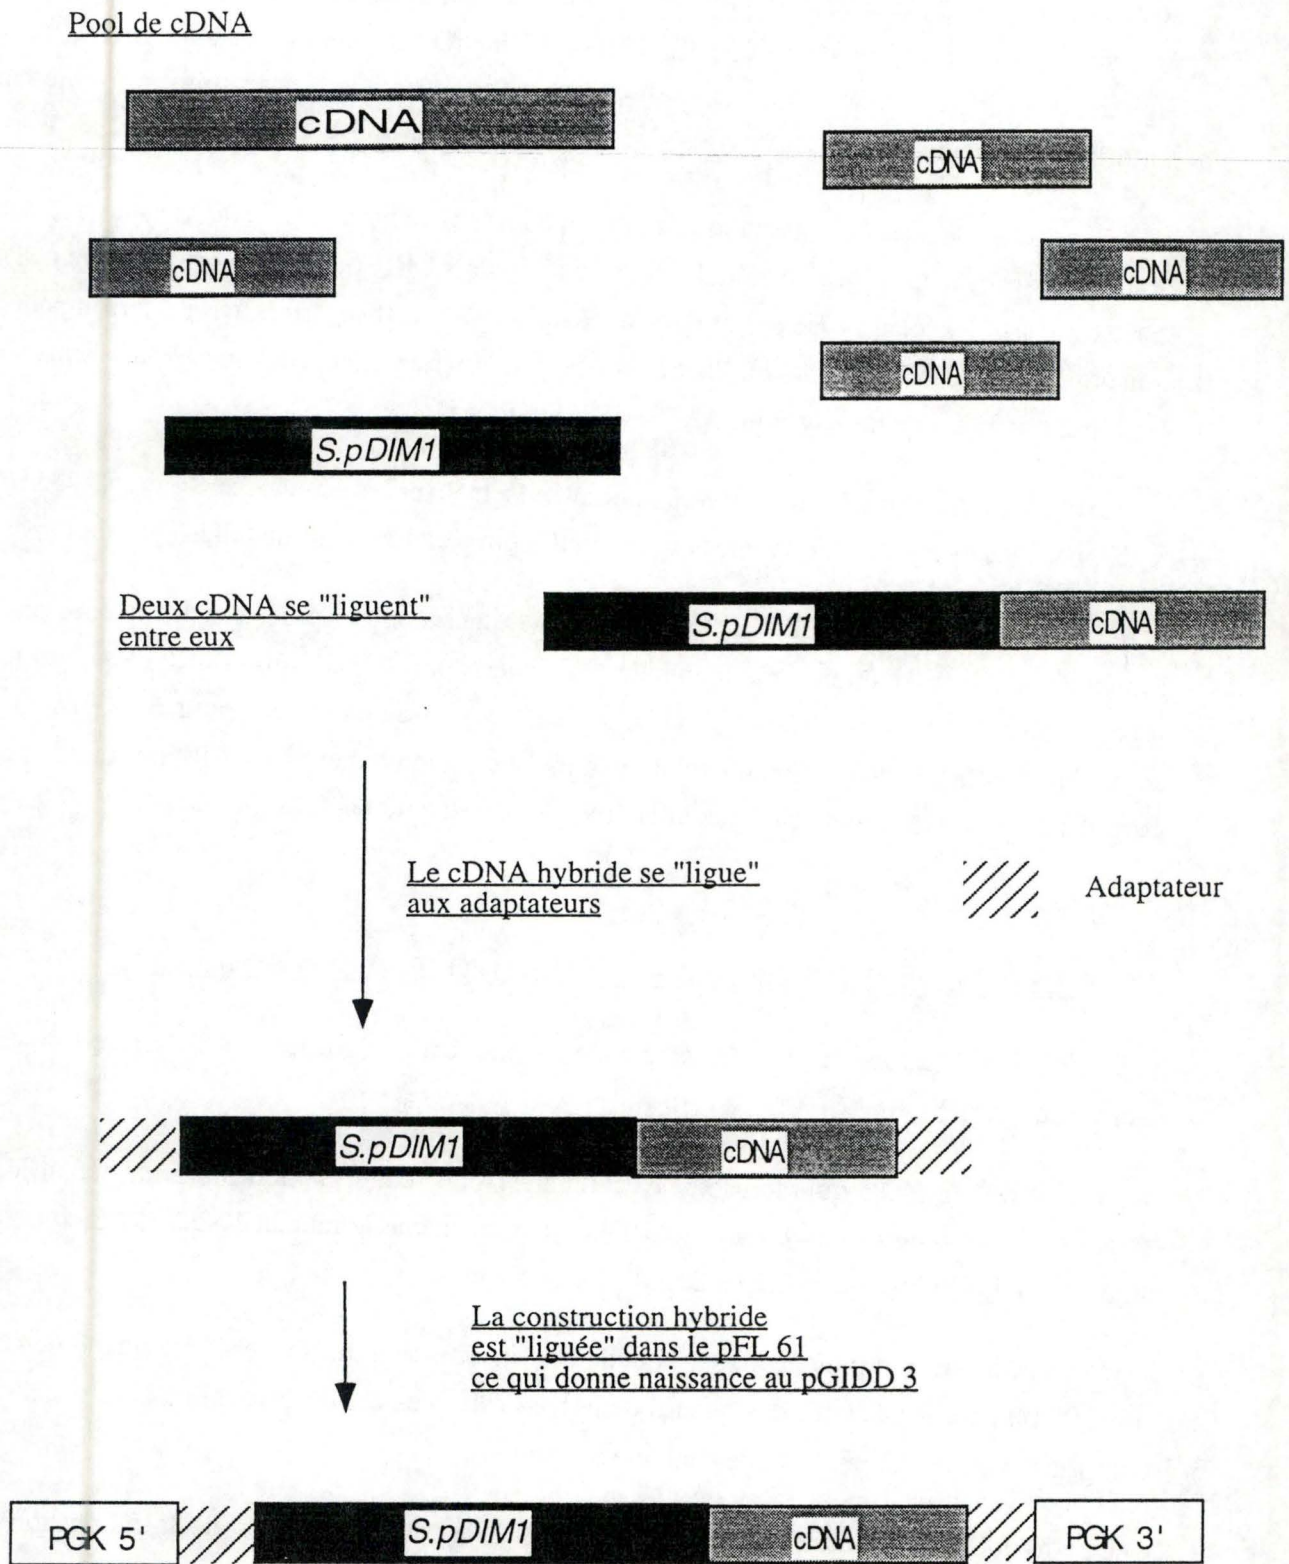 Pool de cDNA
cDNA
cDNA
cDNA
cDNA
cDNA
S.pDIM1
Deux cDNA se "liguent"
entre eux
S.pDIM1 cDNA
Le cDNA hybride se "ligue"
aux adaptateurs
Adaptateur
S.pDIM1 cDNA
La construction hybride
est "liguée" dans le pFL 61
ce qui donne naissance au pGIDD 3
PGK 5' S.pDIM1 cDNA PGK 3'